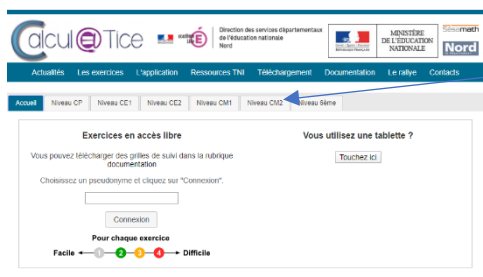 Calcul@Tice
Direction des services départementaux
de l'éducation nationale
Nord
MINISTÈRE
DE L'ÉDUCATION
NATIONALE
Sésamath
Nord
Actualités Les exercices L'application Ressources TNI Téléchargement Documentation Le rallye Contacts
Accueil Niveau CP Niveau CE1 Niveau CE2 Niveau CM1 Niveau CM2 Niveau 6ème
Exercices en accès libre
Vous pouvez télécharger des grilles de suivi dans la rubrique
documentation
Choisissez un pseudonyme et cliquez sur "Connexion".
Connexion
Pour chaque exercice
Facile 1 2 3 4 Difficile
Vous utilisez une tablette ?
Touchez ici